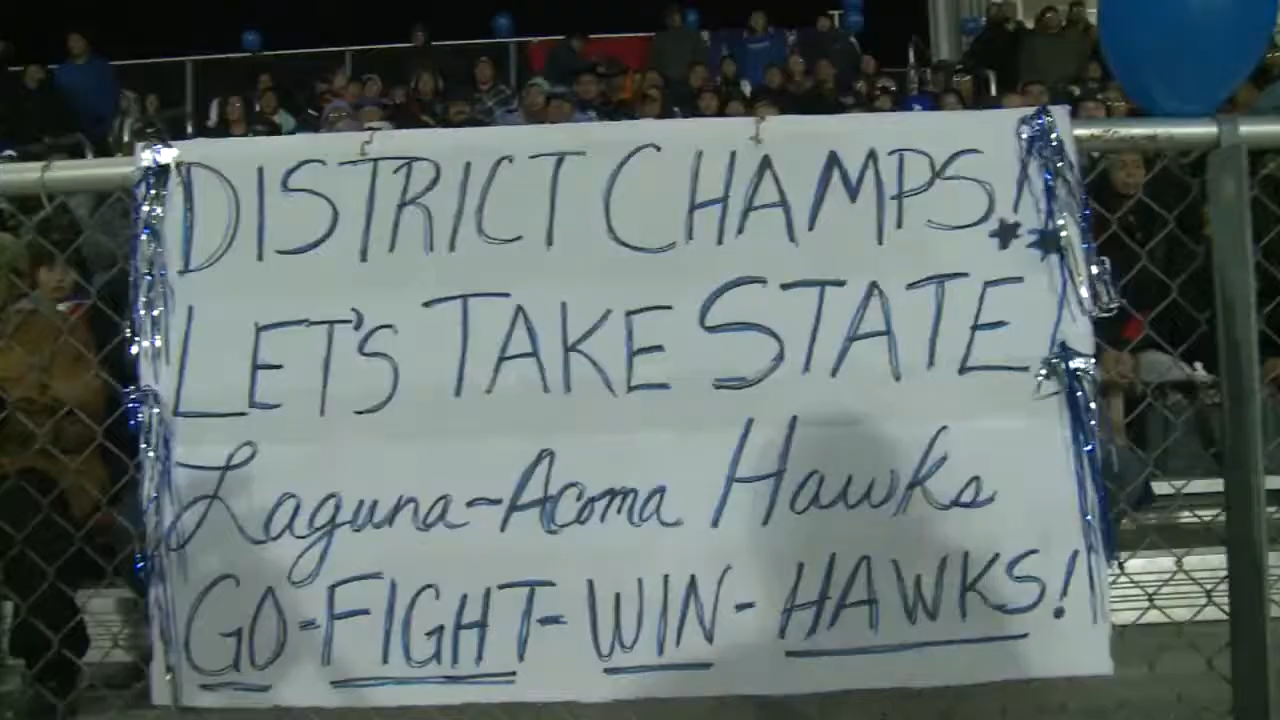 DISTRICT CHAMPS!
LET'S TAKE STATE!
Laguna-Acoma Hawks
GO-FIGHT-WIN-HAWKS!